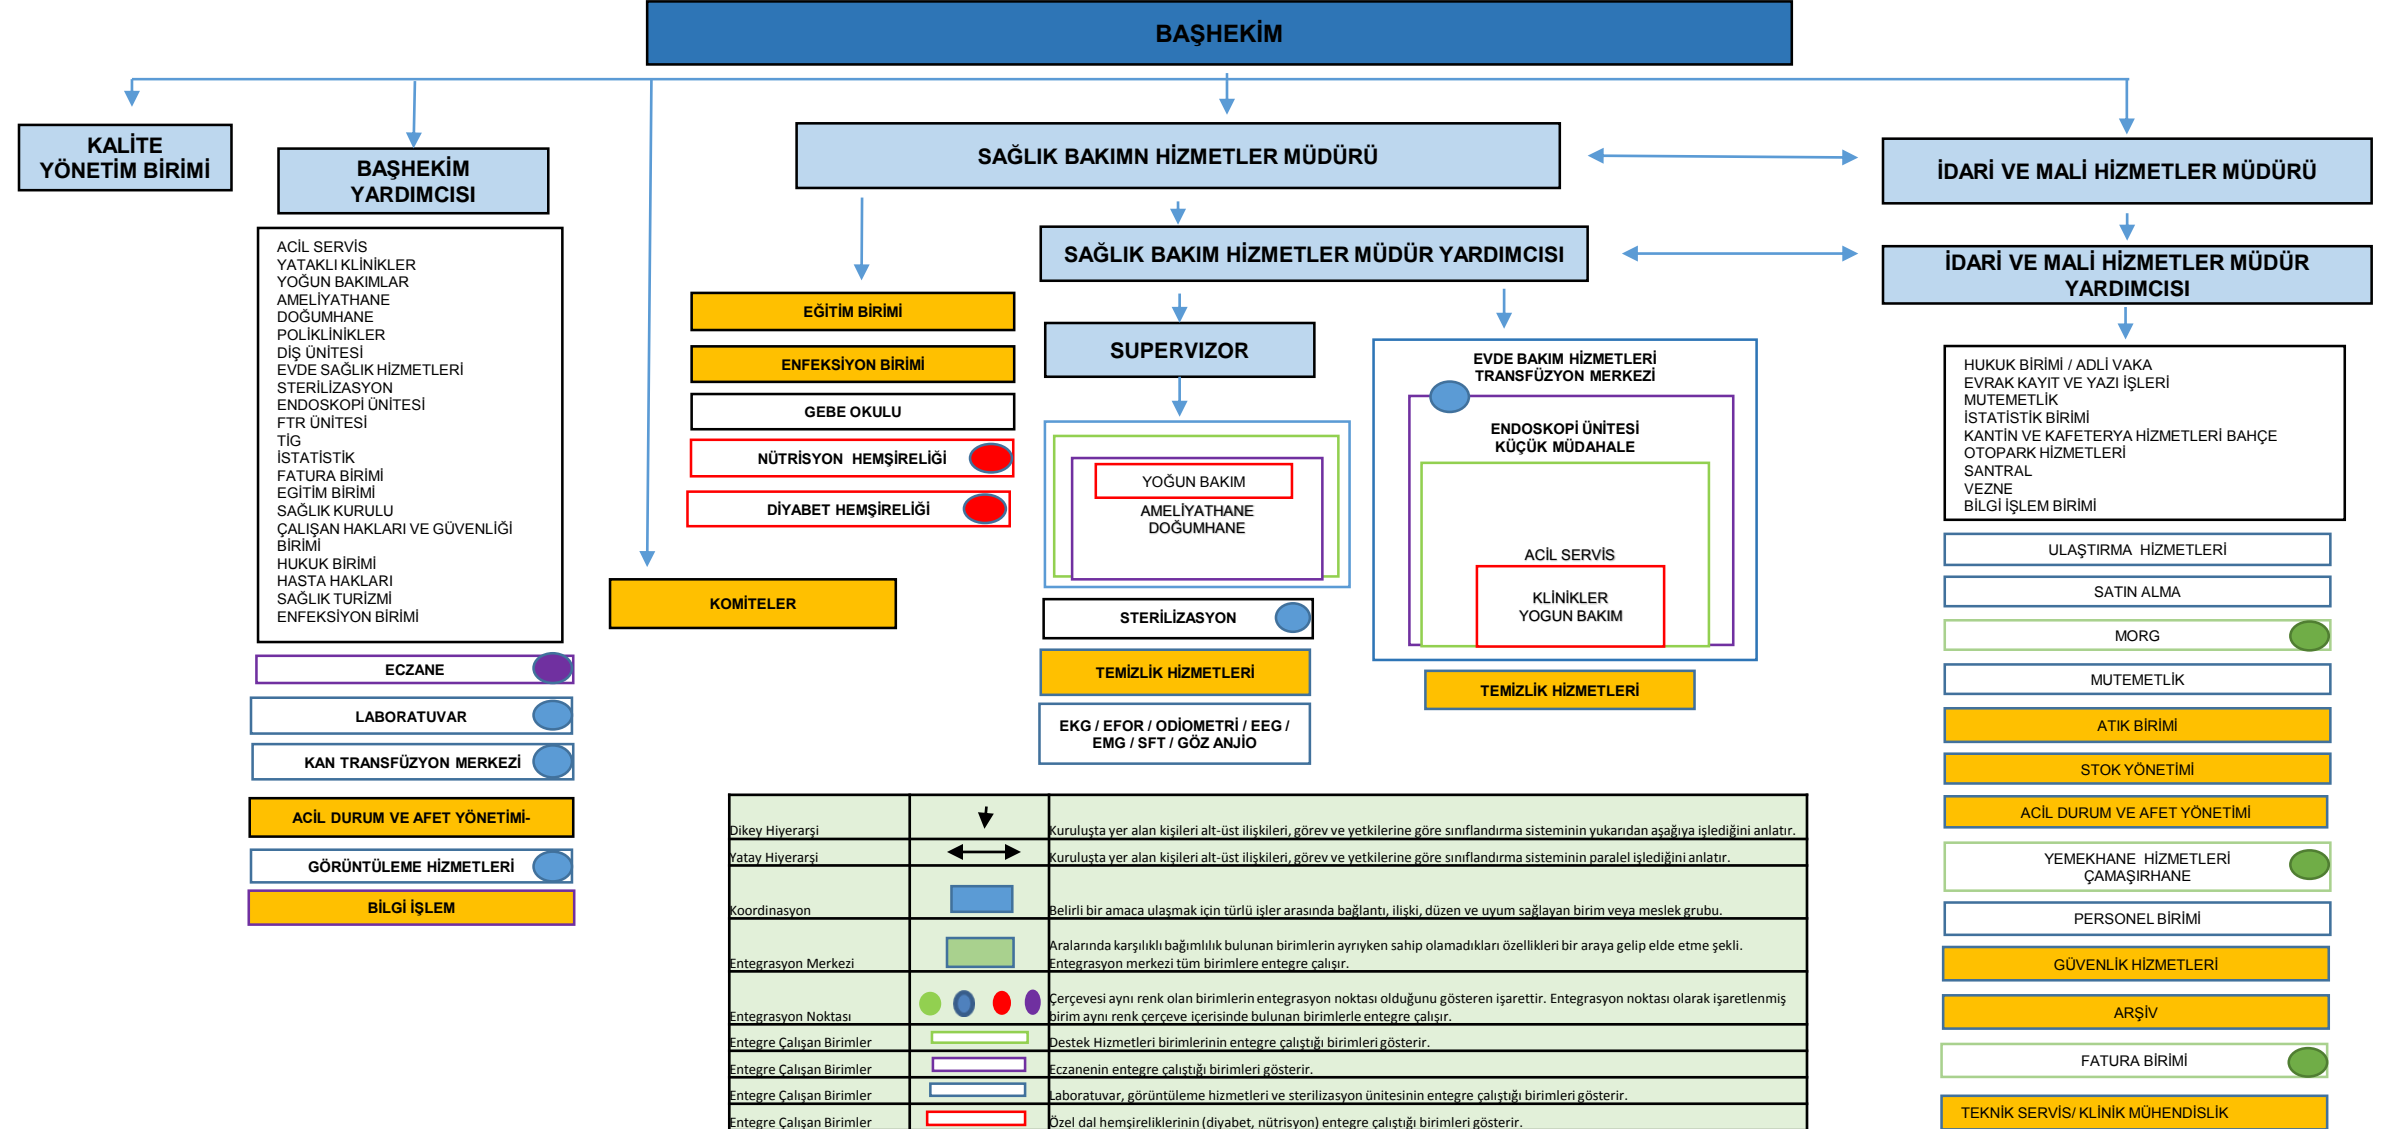 BAŞHEKİM
KALİTE
YÖNETİM BİRİMİ
BAŞHEKİM
YARDIMCISI
SAĞLIK BAKIMN HİZMETLER MÜDÜRÜ
İDARİ VE MALİ HİZMETLER MÜDÜRÜ
SAĞLIK BAKIM HİZMETLER MÜDÜR YARDIMCISI
İDARİ VE MALİ HİZMETLER MÜDÜR
YARDIMCISI
ACİL SERVİS
YATAKLI KLİNİKLER
YOĞUN BAKIMLAR
AMELİYATHANE
DOĞUMHANE
POLİKLİNİKLER
DİŞ ÜNİTESİ
EVDE SAĞLIK HİZMETLERİ
STERİLİZASYON
ENDOSKOPİ ÜNİTESİ
FTR ÜNİTESİ
TİG
İSTATİSTİK
FATURA BİRİMİ
EGİTİM BİRİMİ
SAĞLIK KURULU
ÇALIŞAN HAKLARI VE GÜVENLİĞİ
BİRİMİ
HUKUK BİRİMİ
HASTA HAKLARI
SAĞLIK TURİZMİ
ENFEKSİYON BİRİMİ
ECZANE
LABORATUVAR
KAN TRANSFÜZYON MERKEZİ
ACİL DURUM VE AFET YÖNETİMİ-
GÖRÜNTÜLEME HİZMETLERİ
BİLGİ İŞLEM
EĞİTİM BİRİMİ
ENFEKSİYON BİRİMİ
GEBE OKULU
NÜTRİSYON HEMŞİRELİĞİ
DİYABET HEMŞİRELİĞİ
KOMİTELER
SUPERVIZOR
YOĞUN BAKIM
AMELİYATHANE
DOĞUMHANE
STERİLİZASYON
TEMİZLİK HİZMETLERİ
EKG / EFOR / ODİOMETRİ / EEG /
EMG / SFT / GÖZ ANJİO
EVDE BAKIM HİZMETLERİ
TRANSFÜZYON MERKEZİ
ENDOSKOPİ ÜNİTESİ
KÜÇÜK MÜDAHALE
ACİL SERVİS
KLİNİKLER
YOGUN BAKIM
TEMİZLİK HİZMETLERİ
HUKUK BİRİMİ / ADLİ VAKA
EVRAK KAYIT VE YAZI İŞLERİ
MUTEMETLİK
İSTATİSTİK BİRİMİ
KANTİN VE KAFETERYA HİZMETLERİ BAHÇE
OTOPARK HİZMETLERİ
SANTRAL
VEZNE
BİLGİ İŞLEM BİRİMİ
ULAŞTIRMA HİZMETLERİ
SATIN ALMA
MORG
MUTEMETLİK
ATIK BİRİMİ
STOK YÖNETİMİ
ACİL DURUM VE AFET YÖNETİMİ
YEMEKHANE HİZMETLERİ
ÇAMAŞIRHANE
PERSONEL BİRİMİ
GÜVENLİK HİZMETLERİ
ARŞİV
FATURA BİRİMİ
TEKNİK SERVİS/ KLİNİK MÜHENDİSLİK
Dikey Hiyerarşi
Kuruluşta yer alan kişileri alt-üst ilişkileri, görev ve yetkilerine göre sınıflandırma sisteminin yukarıdan aşağıya işlediğini anlatır.
Yatay Hiyerarşi
Kuruluşta yer alan kişileri alt-üst ilişkileri, görev ve yetkilerine göre sınıflandırma sisteminin paralel işlediğini anlatır.
Koordinasyon
Belirli bir amaca ulaşmak için türlü işler arasında bağlantı, ilişki, düzen ve uyum sağlayan birim veya meslek grubu.
Entegrasyon Merkezi
Aralarında karşılıklı bağımlılık bulunan birimlerin ayrıyken sahip olamadıkları özellikleri bir araya gelip elde etme şekli.
Entegrasyon merkezi tüm birimlere entegre çalışır.
Entegrasyon Noktası
Çerçevesi aynı renk olan birimlerin entegrasyon noktası olduğunu gösteren işarettir. Entegrasyon noktası olarak işaretlenmiş
birim aynı renk çerçeve içerisinde bulunan birimlerle entegre çalışır.
Entegre Çalışan Birimler
Destek Hizmetleri birimlerinin entegre çalıştığı birimleri gösterir.
Entegre Çalışan Birimler
Eczanenin entegre çalıştığı birimleri gösterir.
Entegre Çalışan Birimler
Laboratuvar, görüntüleme hizmetleri ve sterilizasyon ünitesinin entegre çalıştığı birimleri gösterir.
Entegre Çalışan Birimler
Özel dal hemşireliklerinin (diyabet, nütrisyon) entegre çalıştığı birimleri gösterir.